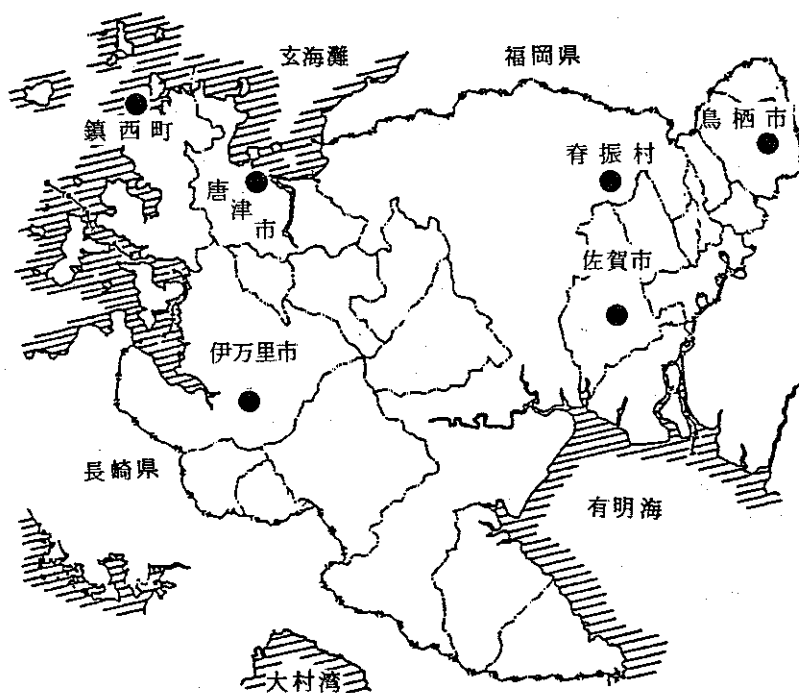 玄海灘
福岡県
鎮西町
鳥栖市
脊振村
唐津市
佐賀市
伊万里市
長崎県
有明海
大村湾